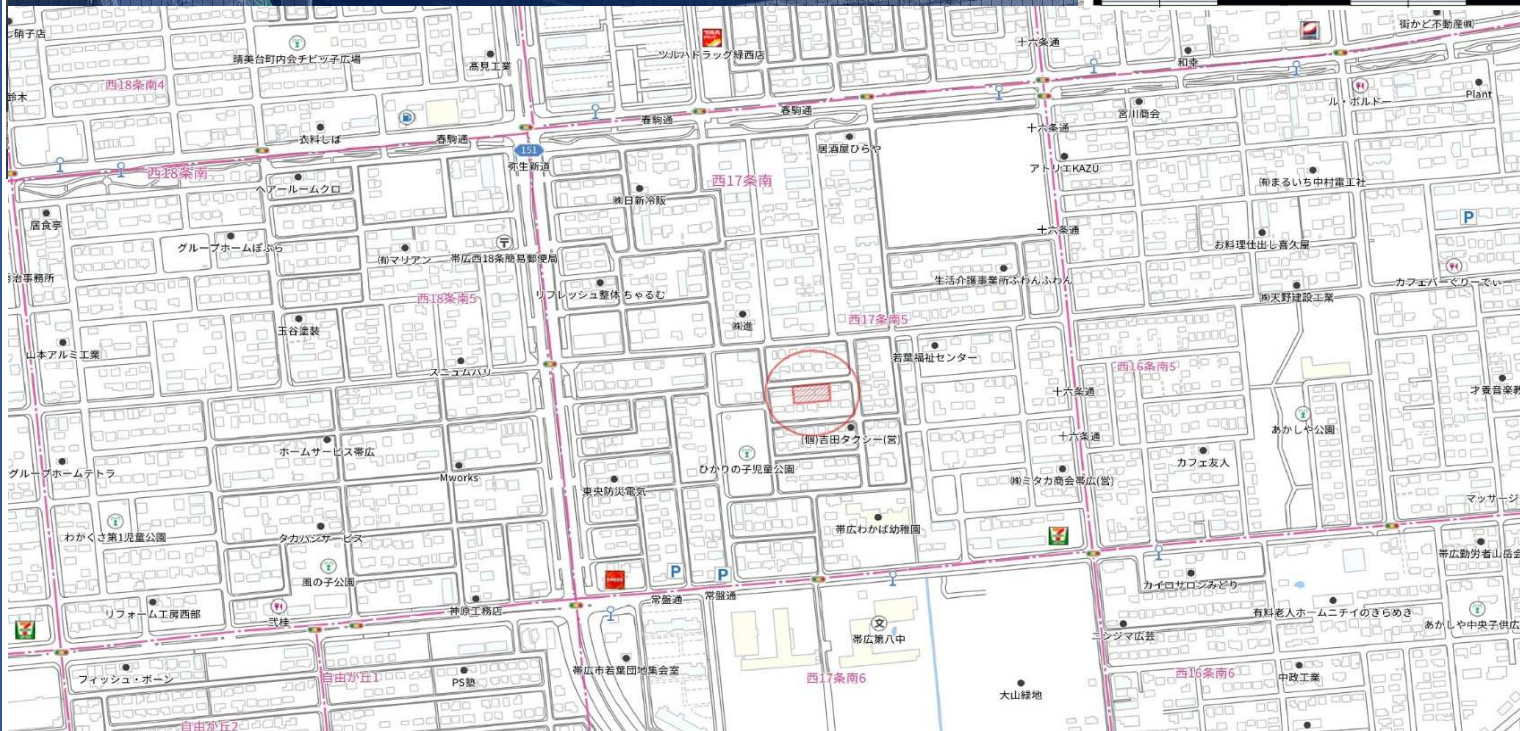 街かど不動産㈱
硝子店
十六条通
晴美台町内会チビッ子広場
ツルハドラッグ緑西店
高見工業
和幸
西18条南4
鈴木
ル・ボルドー
Plant
春駒通
春駒通
宮川商会
衣料しば
春駒通
十六条通
151
居酒屋ひらや
弥生新道
アトリエKAZU
西18条南
西17条南
㈲まるいち中村電工社
ヘアールームクロ
㈱日新冷販
P
居食亭
十六条通
グループホームぽぷら
お料理仕出し喜久屋
㈲マリアン
帯広西18条簡易郵便局
生活介護事業所ふわんふわん
カフェバーぐりーてぃー
リフレッシュ整体 ちゃるむ
西18条南5
㈱天野建設工業
西17条南5
玉谷塗装
㈱進
山本アルミ工業
若葉福祉センター
西16条南5
スニュムバリ
十六条通
才養音楽教
あかしや公園
十六条通
(個)吉田タクシー(営)
ホームサービス帯広
カフェ友人
ひかりの子児童公園
グループホームテトラ
Mworks
㈱ミタカ商会帯広(営)
東央防災電気
マッサージ
帯広わかば幼稚園
わかくさ第1児童公園
タカハシサービス
帯広勤労者山岳会
P
P
風の子公園
カイロサロンみどり
常盤通
常盤通
リフォーム工房西部
神原工務店
有料老人ホームニチイのきらめき
弐桂
あかしや中央子供広
ニシジマ広芸
帯広第八中
帯広市若葉団地集会室
フィッシュ・ボーン
自由が丘1
PS塾
西17条南6
西16条南6
中政工業
大山緑地
自由が丘2